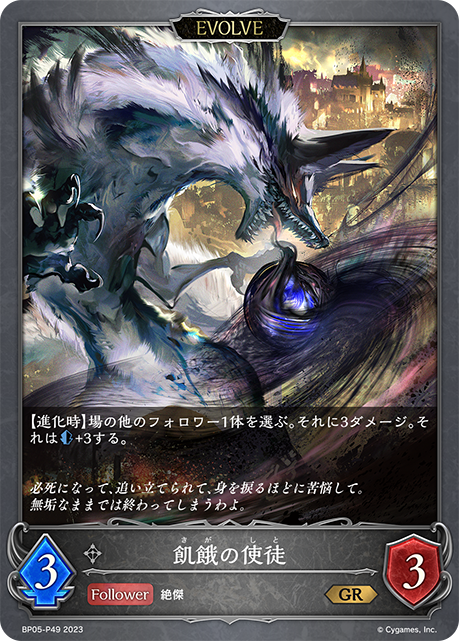 EVOLVE
【進化時】場の他のフォロワー1体を選ぶ。それに3ダメージ。そ
れは+3する。
必死になって、追い立てられて、身を捩るほどに苦悩して。
無垢なままでは終わってしまうわよ。
きが しと
飢餓の使徒
3
3
Follower 絶傑
GR
BP05-P49 2023
© Cygames, Inc.